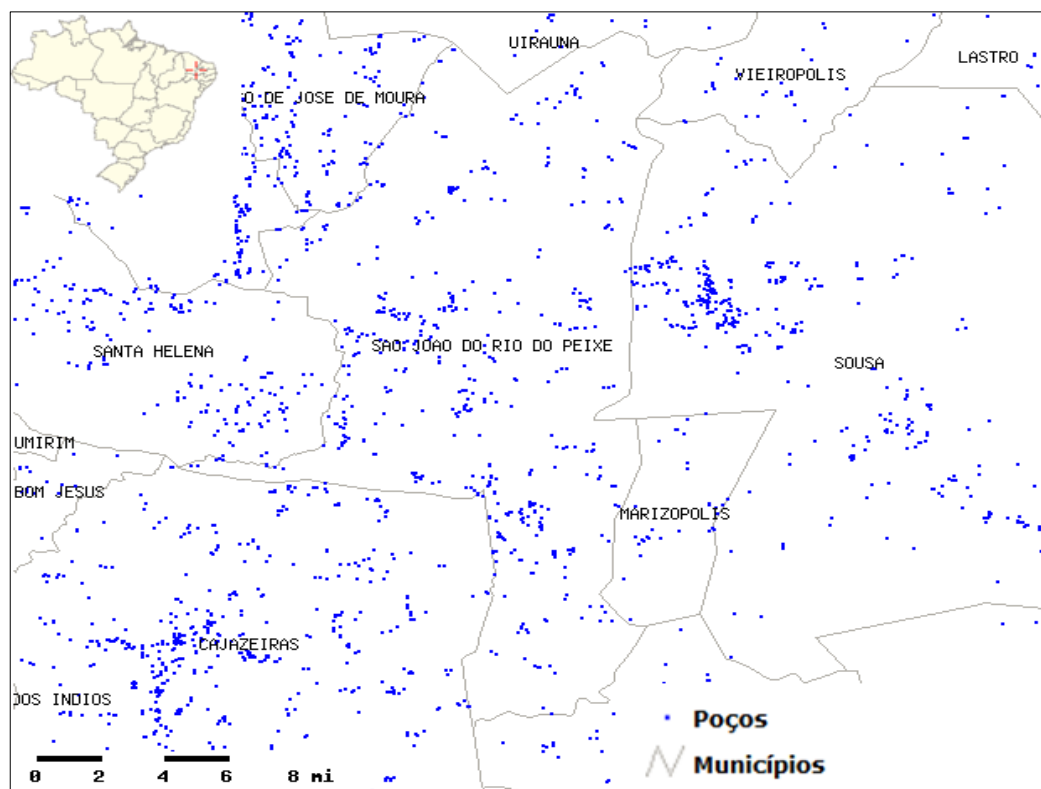 UIRAUNA
LASTRO
VIEIROPOLIS
O DE JOSE DE MOURA
SANTA HELENA
SAO JOAO DO RIO DO PEIXE
SOUSA
UMIRIM
BOM JESUS
MARIZOPOLIS
CAJAZEIRAS
DOS INDIOS
Poços
Municípios
0 2 4 6 8 mi